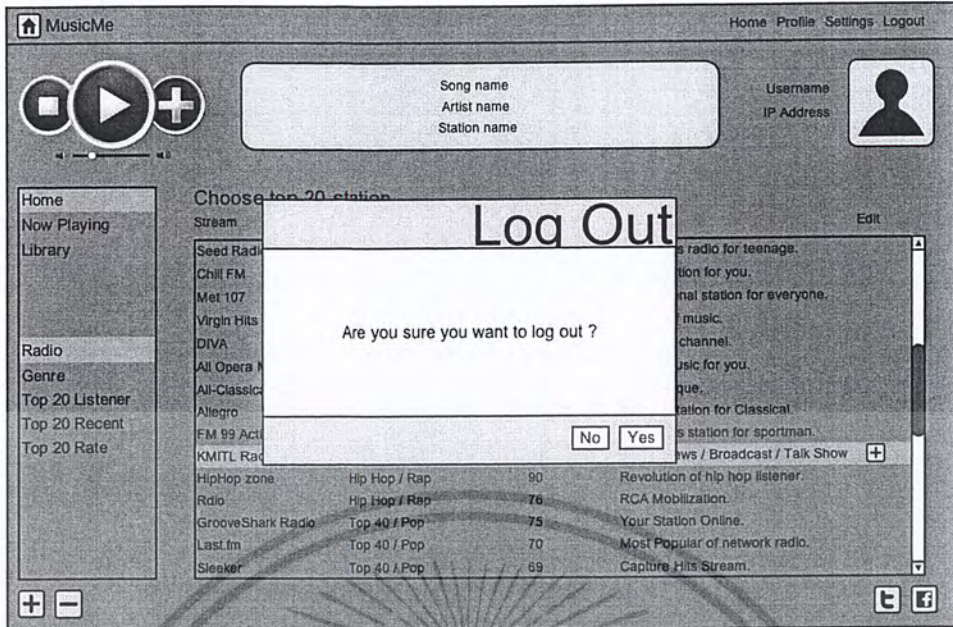 MusicMe
Home Profile Settings Logout
Song name
Artist name
Station name
Username
IP Address
Home
Now Playing
Library
Radio
Genre
Top 20 Listener
Top 20 Recent
Top 20 Rate
Choose top 20 station
Stream
Edit
Log Out
Are you sure you want to log out ?
No Yes
Seed Radi
s radio for teenage.
Chill FM
tion for you.
Met 107
nal station for everyone.
Virgin Hits
music.
DIVA
channel.
All Opera
usic for you.
All-Classic
que.
Allegro
tation for Classical.
FM 99 Acti
s station for sportman.
KMITL Rad
ews / Broadcast / Talk Show
HipHop zone Hip Hop / Rap 90 Revolution of hip hop listener.
Rdio Hip Hop / Rap 76 RCA Mobilization.
GrooveShark Radio Top 40 / Pop 75 Your Station Online.
Last.fm Top 40 / Pop 70 Most Popular of network radio.
Sleeker Top 40 / Pop 69 Capture Hits Stream.